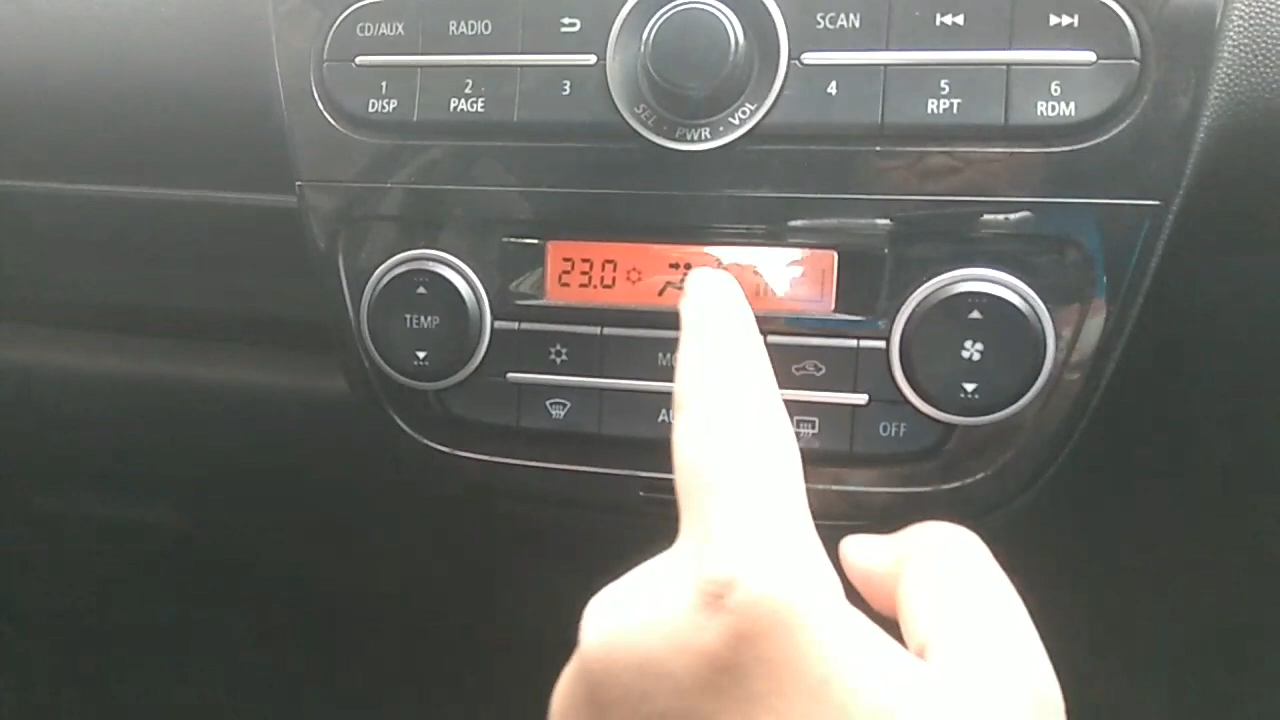 CD/AUX RADIO SCAN
1 2 3 4 5 6
DISP PAGE RPT RDM
SEL · PWR · VOL
23.0
TEMP
OFF